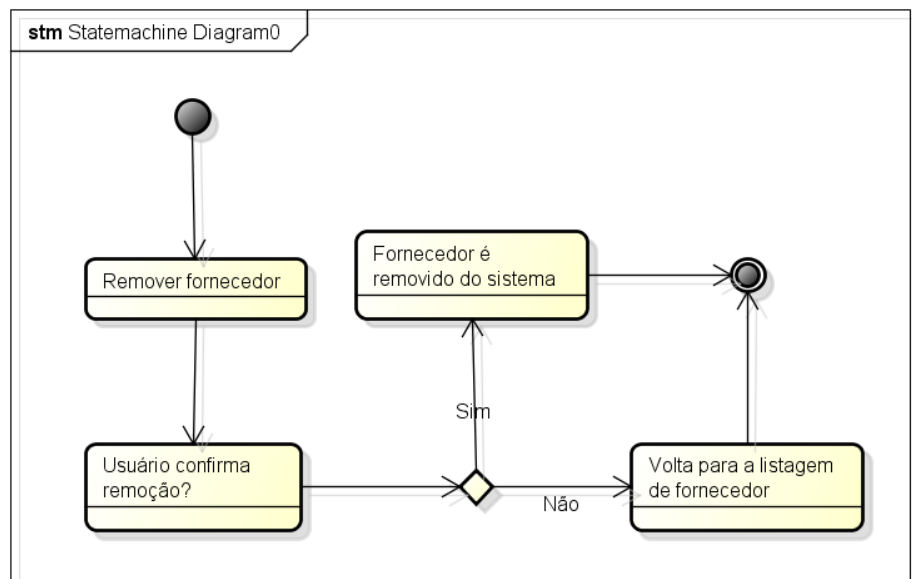 stm Statemachine Diagram0
Remover fornecedor
Fornecedor é
removido do sistema
Sim
Usuário confirma
remoção?
Não
Volta para a listagem
de fornecedor